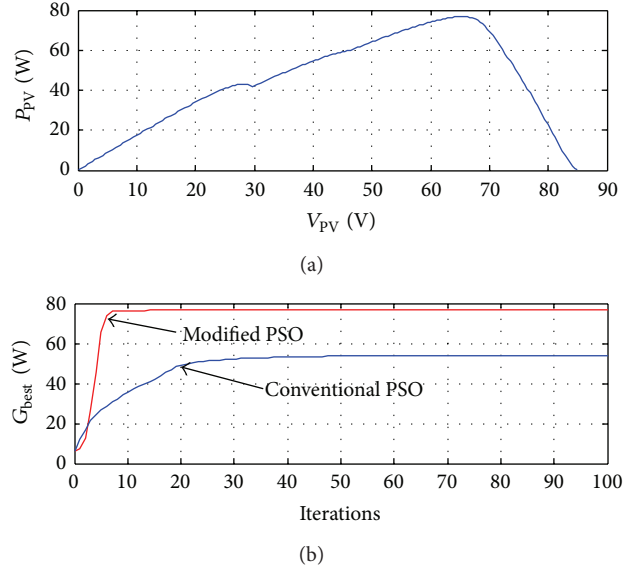 80
60
40
20
0
P_PV (W)
0 10 20 30 40 50 60 70 80 90
V_PV (V)
(a)
80
60
40
20
0
G_best (W)
Modified PSO
Conventional PSO
0 10 20 30 40 50 60 70 80 90 100
Iterations
(b)